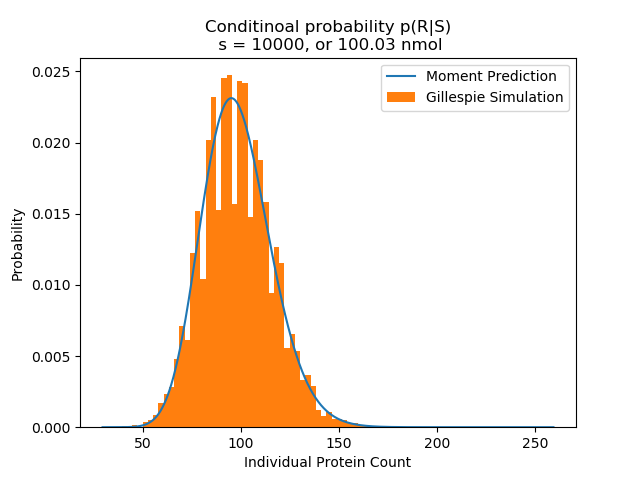 Conditinoal probability p(R|S)
s = 10000, or 100.03 nmol
Moment Prediction
Gillespie Simulation
Probability
0.025
0.020
0.015
0.010
0.005
0.000
50
100
150
200
250
Individual Protein Count